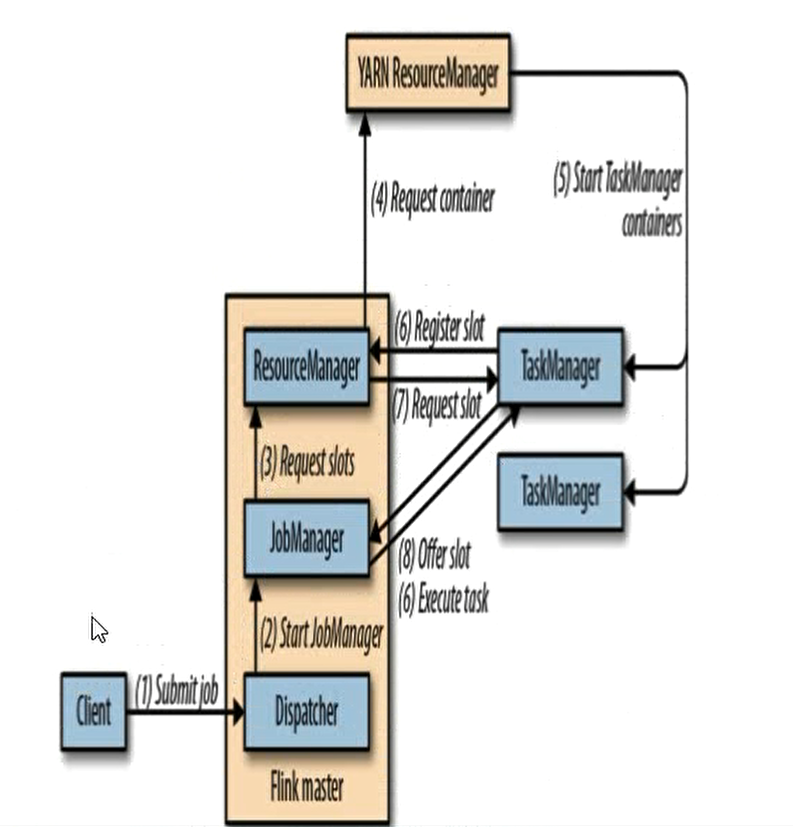 YARN ResourceManager
(4) Request container
(5) Start TaskManager
containers
(6) Register slot
ResourceManager
TaskManager
(7) Request slot
(3) Request slots
TaskManager
JobManager
(8) Offer slot
(6) Execute task
(2) Start JobManager
(1) Submit job
Client
Dispatcher
Flink master